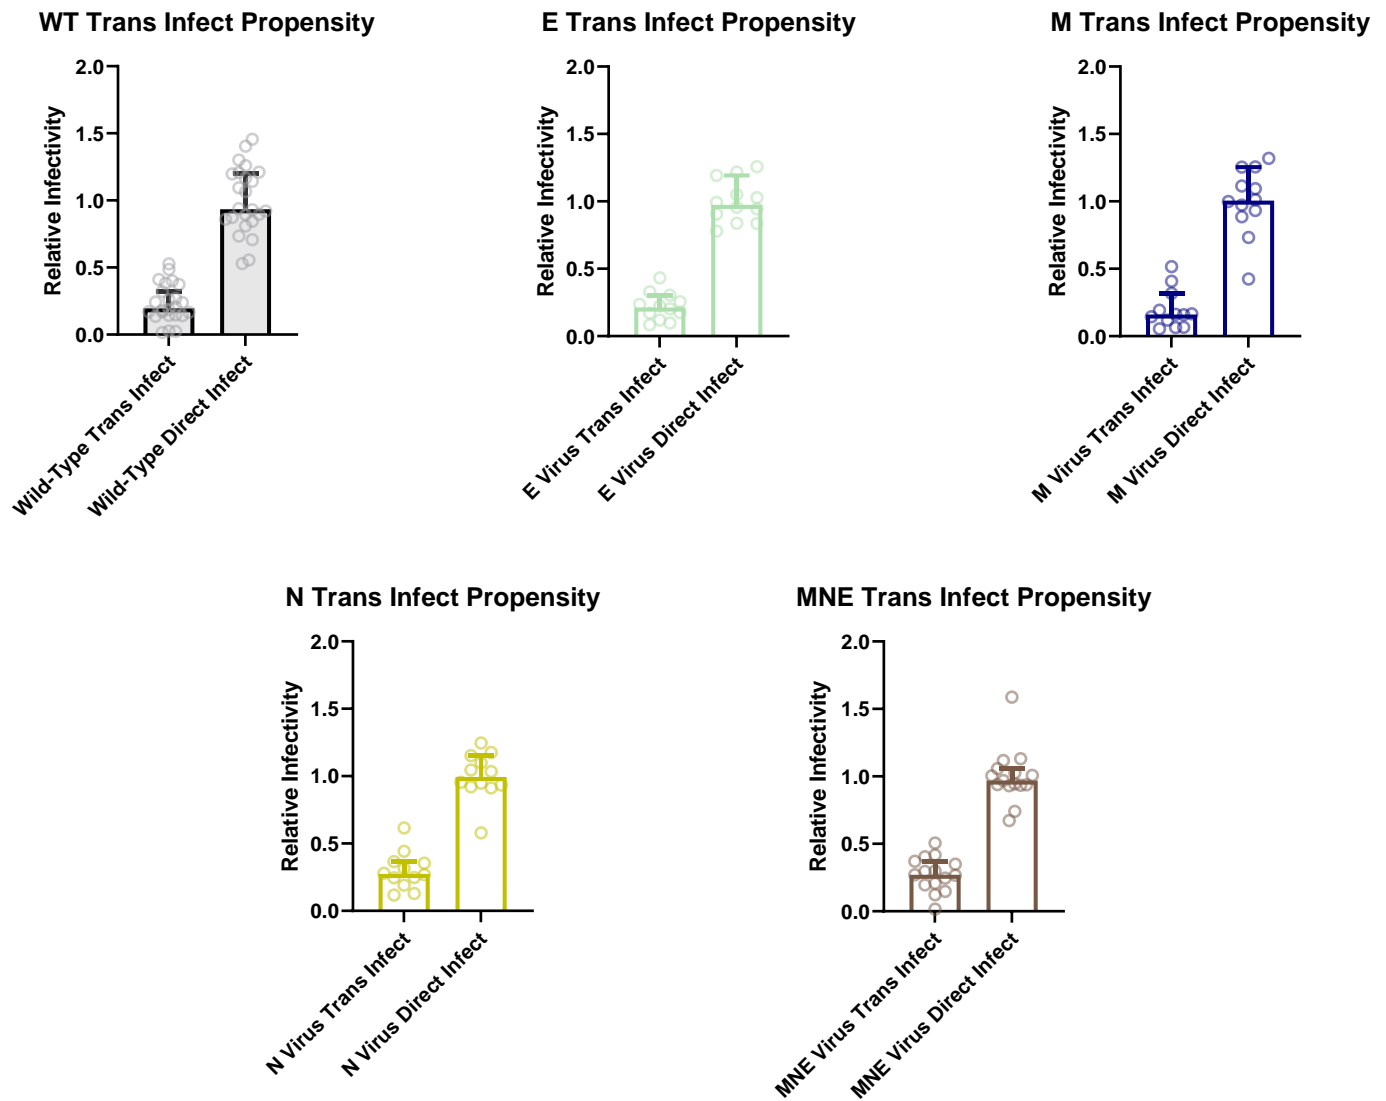 WT Trans Infect Propensity
E Trans Infect Propensity
M Trans Infect Propensity
Relative Infectivity
2.0
1.5
1.0
0.5
0.0
Wild-Type Trans Infect
Wild-Type Direct Infect
Relative Infectivity
2.0
1.5
1.0
0.5
0.0
E Virus Trans Infect
E Virus Direct Infect
Relative Infectivity
2.0
1.5
1.0
0.5
0.0
M Virus Trans Infect
M Virus Direct Infect
N Trans Infect Propensity
MNE Trans Infect Propensity
Relative Infectivity
2.0
1.5
1.0
0.5
0.0
N Virus Trans Infect
N Virus Direct Infect
Relative Infectivity
2.0
1.5
1.0
0.5
0.0
MNE Virus Trans Infect
MNE Virus Direct Infect